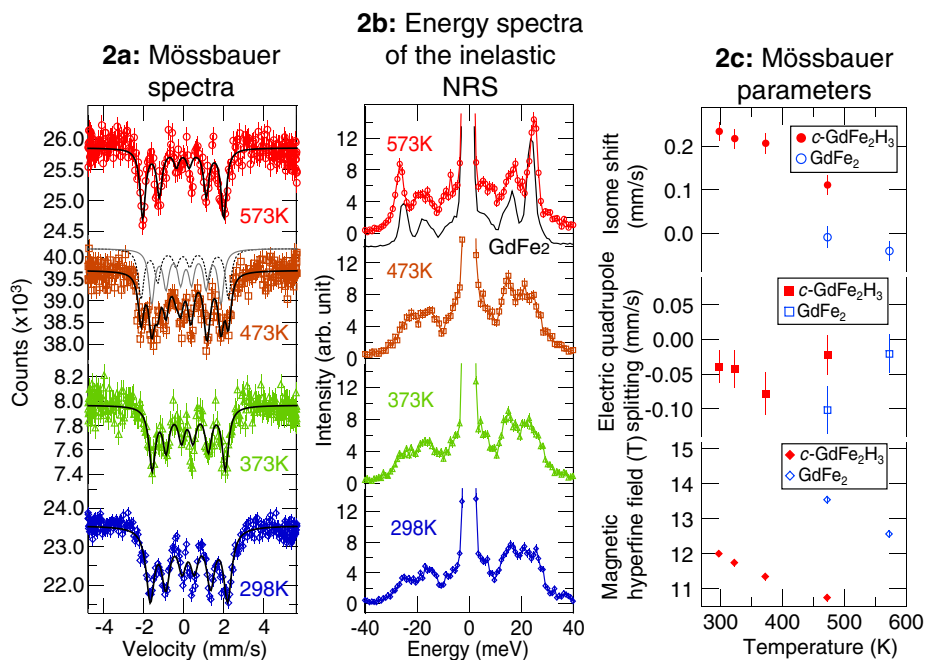 2a: Mössbauer
spectra
Counts (x10³)
26.0
25.5
25.0
24.5
573K
40.0
39.5
39.0
38.5
38.0
473K
8.2
8.0
7.8
7.6
7.4
373K
24.0
23.0
22.0
298K
-4 -2 0 2 4
Velocity (mm/s)
2b: Energy spectra
of the inelastic
NRS
Intensity (arb. unit)
12
8
4
0
573K
GdFe2
12
8
4
0
473K
12
8
4
0
373K
12
8
4
0
298K
-40 -20 0 20 40
Energy (meV)
2c: Mössbauer
parameters
Isome shift
(mm/s)
0.2
0.1
0.0
c-GdFe₂H₃
GdFe₂
Electric quadrupole
splitting (mm/s)
0.05
0.00
-0.05
-0.10
c-GdFe₂H₃
GdFe₂
Magnetic
hyperfine field (T)
15
14
13
12
11
c-GdFe₂H₃
GdFe₂
300 400 500 600
Temperature (K)